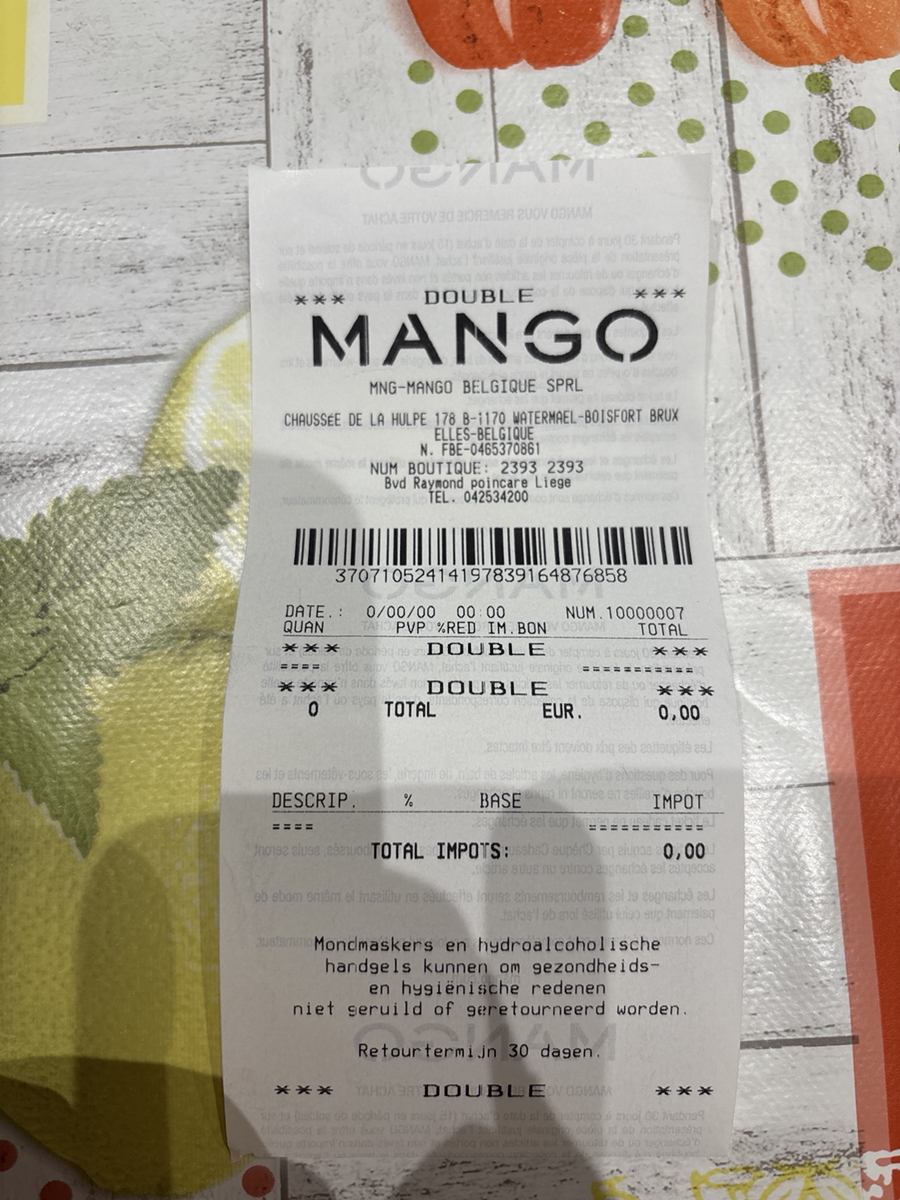 *** DOUBLE ***
MANGO
MNG-MANGO BELGIQUE SPRL
CHAUSSéE DE LA HULPE 178 B-1170 WATERMAEL-BOISFORT BRUX
ELLES-BELGIQUE
N. FBE-0465370861
NUM BOUTIQUE: 2393 2393
Bvd Raymond poincare Liege
TEL. 042534200
37071052414197839164876858
DATE.: 0/00/00 00:00 NUM.10000007
QUAN PVP %RED IM.BON TOTAL
*** DOUBLE ***
==== ===========
*** DOUBLE ***
0 TOTAL EUR. 0,00
DESCRIP. % BASE IMPOT
==== ===========
TOTAL IMPOTS: 0,00
Mondmaskers en hydroalcoholische
handgels kunnen om gezondheids-
en hygiënische redenen
niet geruild of geretourneerd worden.
Retourtermijn 30 dagen.
*** DOUBLE ***